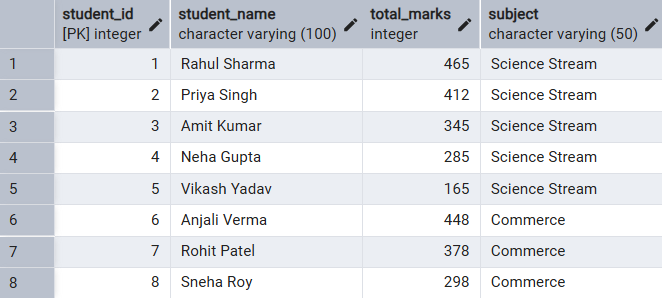 student_id student_name total_marks subject
[PK] integer character varying (100) integer character varying (50)
1 1 Rahul Sharma 465 Science Stream
2 2 Priya Singh 412 Science Stream
3 3 Amit Kumar 345 Science Stream
4 4 Neha Gupta 285 Science Stream
5 5 Vikash Yadav 165 Science Stream
6 6 Anjali Verma 448 Commerce
7 7 Rohit Patel 378 Commerce
8 8 Sneha Roy 298 Commerce